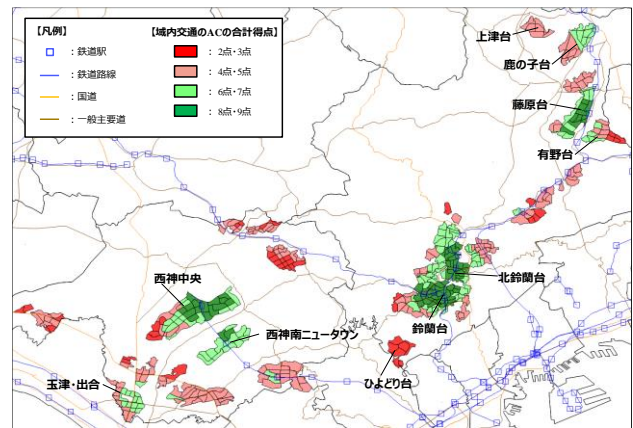 【凡例】
【域内交通のACの合計得点】
：鉄道駅
：2点・3点
：鉄道路線
：4点・5点
：国道
：6点・7点
：一般主要道
：8点・9点
上津台
鹿の子台
藤原台
有野台
北鈴蘭台
鈴蘭台
ひよどり台
西神中央
西神南ニュータウン
玉津・出合